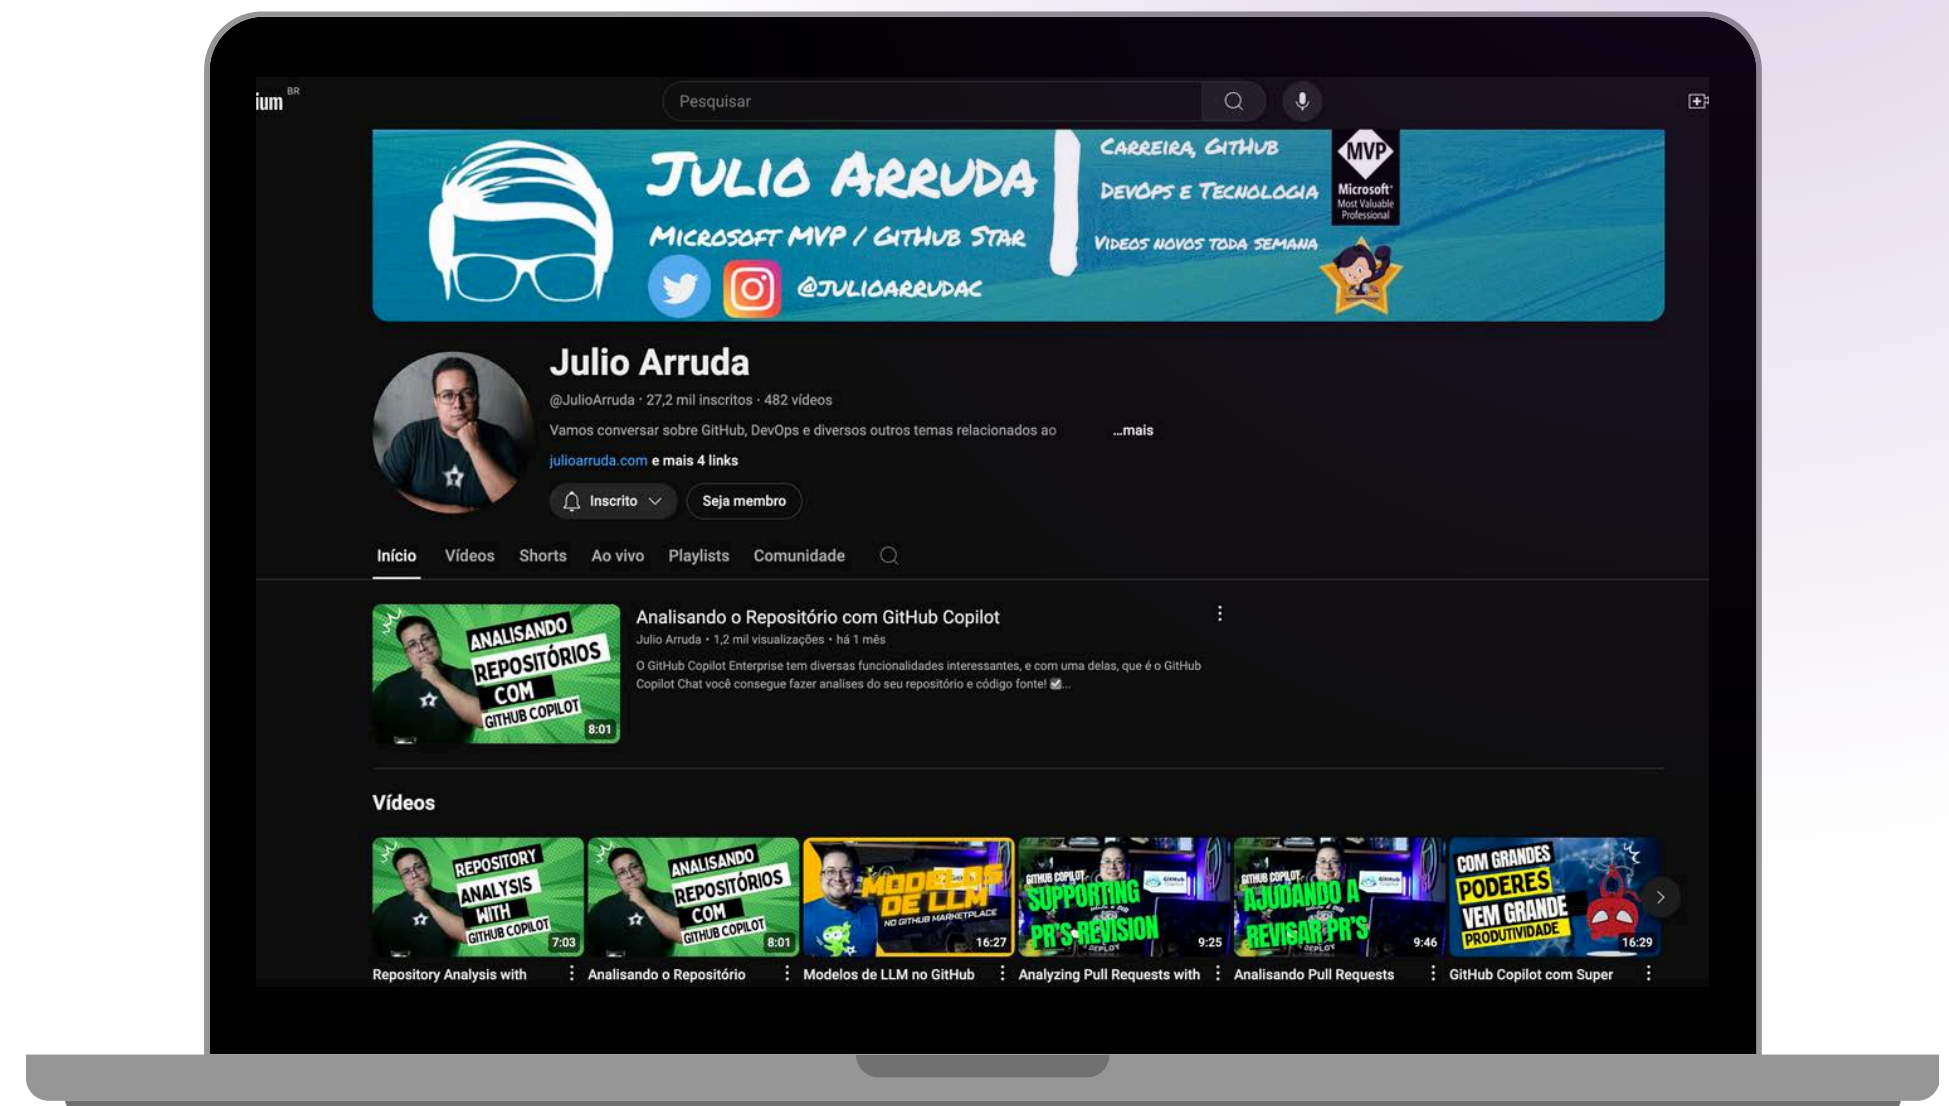 ium BR
Pesquisar
JULIO ARRUDA
MICROSOFT MVP / GITHUB STAR
@JULIOARRUDAC
CARREIRA, GITHUB
DEVOPS E TECNOLOGIA
VIDEOS NOVOS TODA SEMANA
MVP
Microsoft
Most Valuable
Professional
Julio Arruda
@JulioArruda · 27,2 mil inscritos · 482 vídeos
Vamos conversar sobre GitHub, DevOps e diversos outros temas relacionados ao ...mais
julioarruda.com e mais 4 links
Inscrito
Seja membro
Início Vídeos Shorts Ao vivo Playlists Comunidade
ANALISANDO
REPOSITÓRIOS
COM
GITHUB COPILOT
8:01
Analisando o Repositório com GitHub Copilot
Julio Arruda • 1,2 mil visualizações • há 1 mês
O GitHub Copilot Enterprise tem diversas funcionalidades interessantes, e com uma delas, que é o GitHub
Copilot Chat você consegue fazer analises do seu repositório e código fonte! ☑...
Vídeos
REPOSITORY
ANALYSIS
WITH
GITHUB COPILOT
7:03
Repository Analysis with
ANALISANDO
REPOSITÓRIOS
COM
GITHUB COPILOT
8:01
Analisando o Repositório
MODELOS
DE LLM
NO GITHUB MARKETPLACE
16:27
Modelos de LLM no GitHub
GITHUB COPILOT
SUPPORTING
PR'S REVISION
9:25
Analyzing Pull Requests with
GITHUB COPILOT
AJUDANDO A
REVISAR PR'S
9:46
Analisando Pull Requests
COM GRANDES
PODERES
VEM GRANDE
PRODUTIVIDADE
16:29
GitHub Copilot com Super